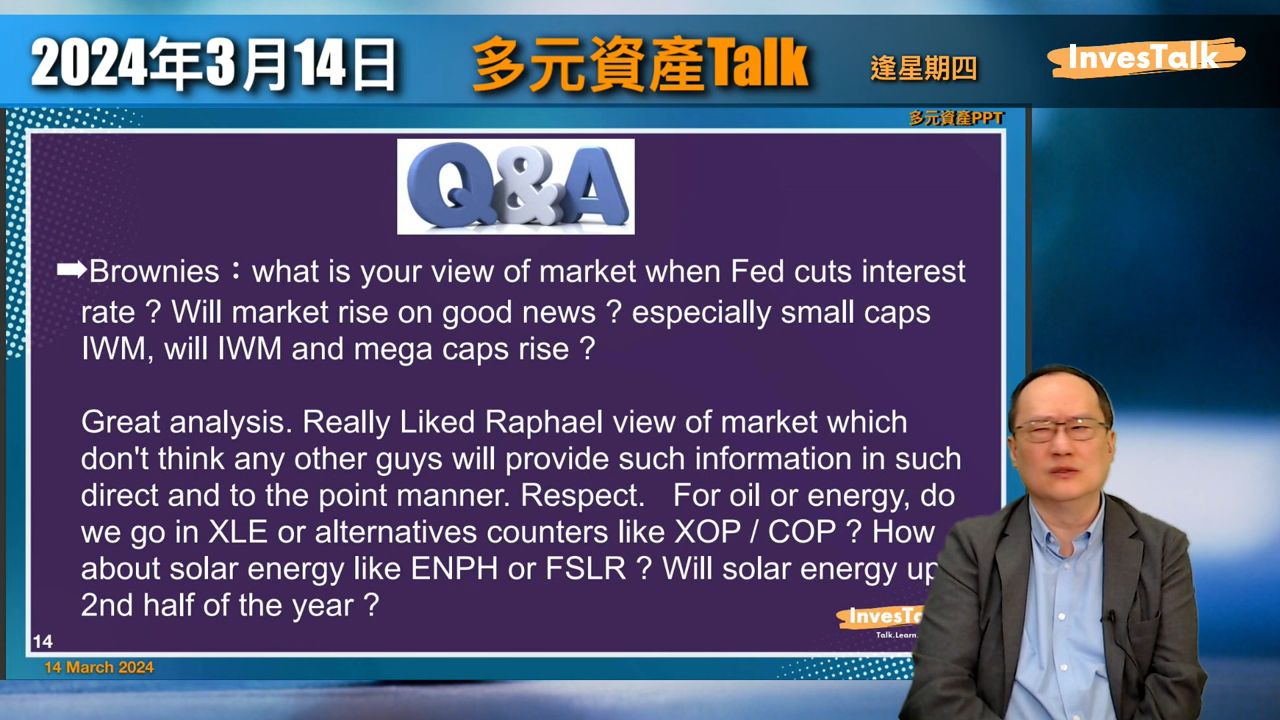 2024年3月14日
多元資產Talk
逢星期四
InvesTalk
多元資產PPT
Q&A
➡Brownies：what is your view of market when Fed cuts interest
rate ? Will market rise on good news ? especially small caps
IWM, will IWM and mega caps rise ?
Great analysis. Really Liked Raphael view of market which
don't think any other guys will provide such information in such
direct and to the point manner. Respect. For oil or energy, do
we go in XLE or alternatives counters like XOP / COP ? How
about solar energy like ENPH or FSLR ? Will solar energy up
2nd half of the year ?
InvesTa
Talk.Learn.
14
14 March 2024